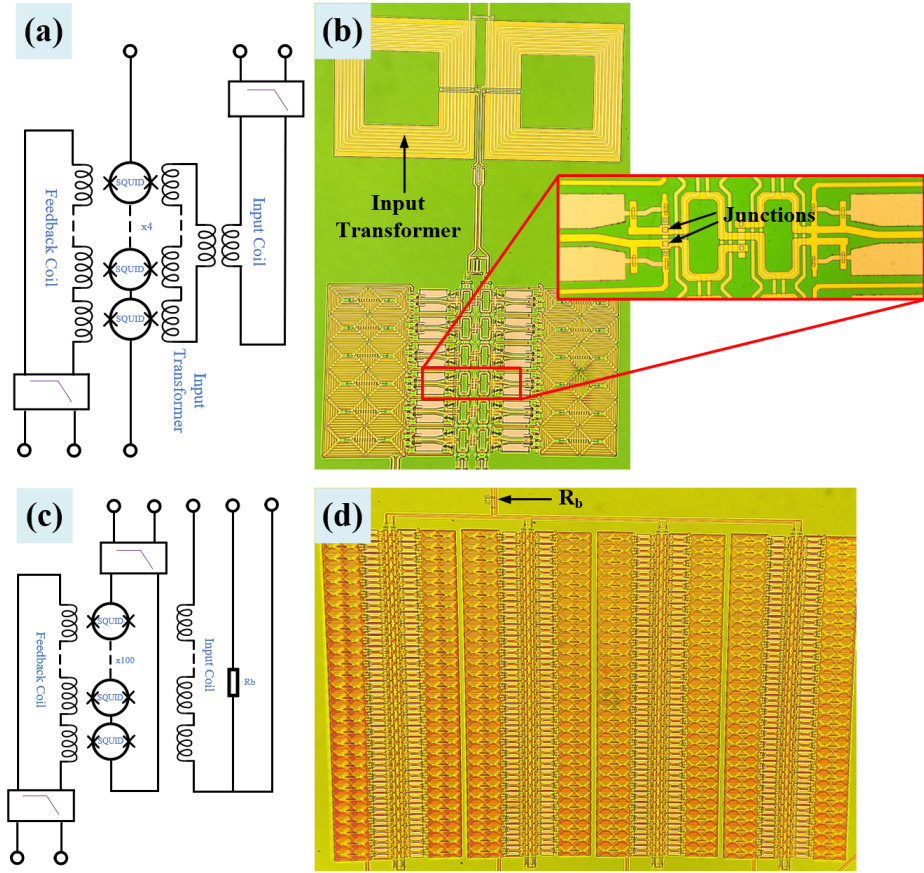 (a)
SQUID
x4
SQUID
SQUID
Feedback Coil
Input Coil
Input
Transformer
(b)
Input
Transformer
Junctions
(c)
SQUID
x100
SQUID
SQUID
Feedback Coil
Input Coil
Rb
(d)
Rb